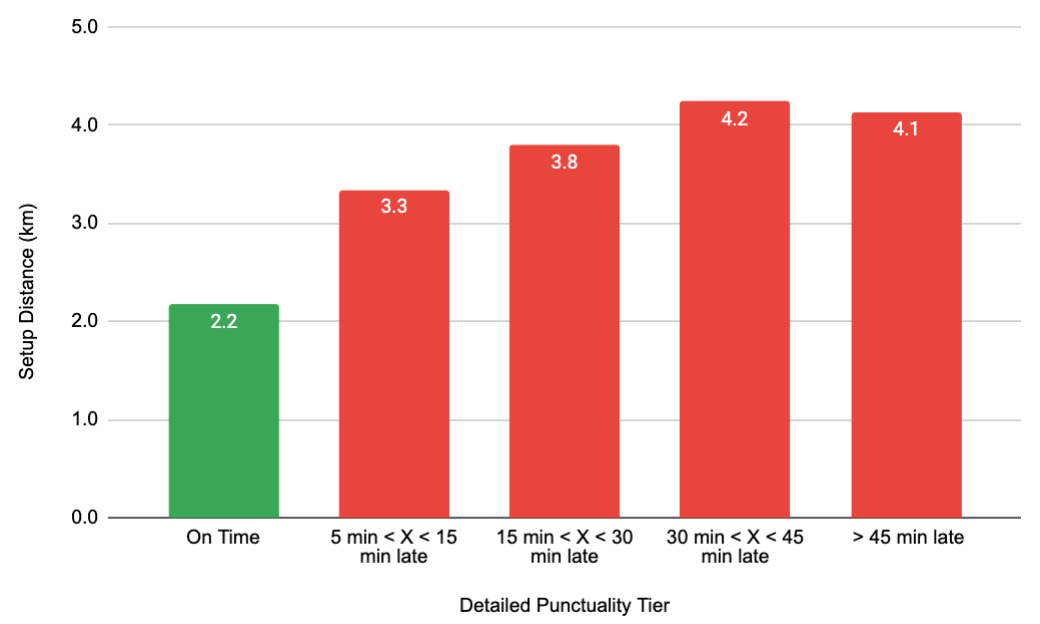 5.0
4.0
3.0
2.0
1.0
0.0
Setup Distance (km)
2.2
3.3
3.8
4.2
4.1
On Time
5 min < X < 15
min late
15 min < X < 30
min late
30 min < X < 45
min late
> 45 min late
Detailed Punctuality Tier